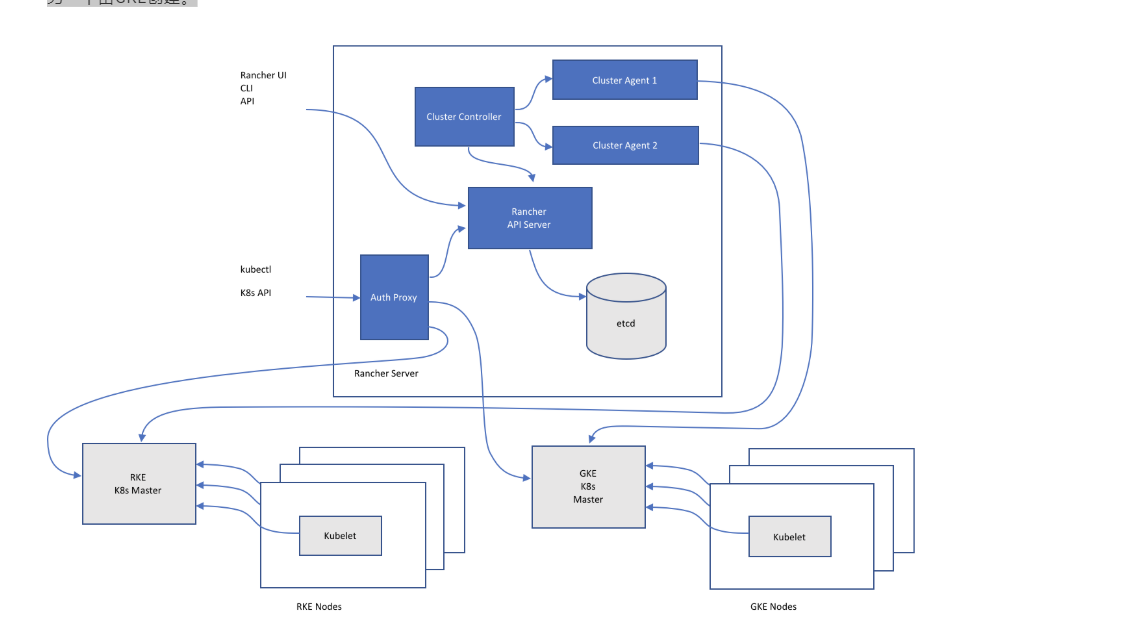 Rancher UI
CLI
API
Cluster Controller
Cluster Agent 1
Cluster Agent 2
Rancher
API Server
kubectl
K8s API
Auth Proxy
etcd
Rancher Server
RKE
K8s Master
Kubelet
RKE Nodes
GKE
K8s
Master
Kubelet
GKE Nodes